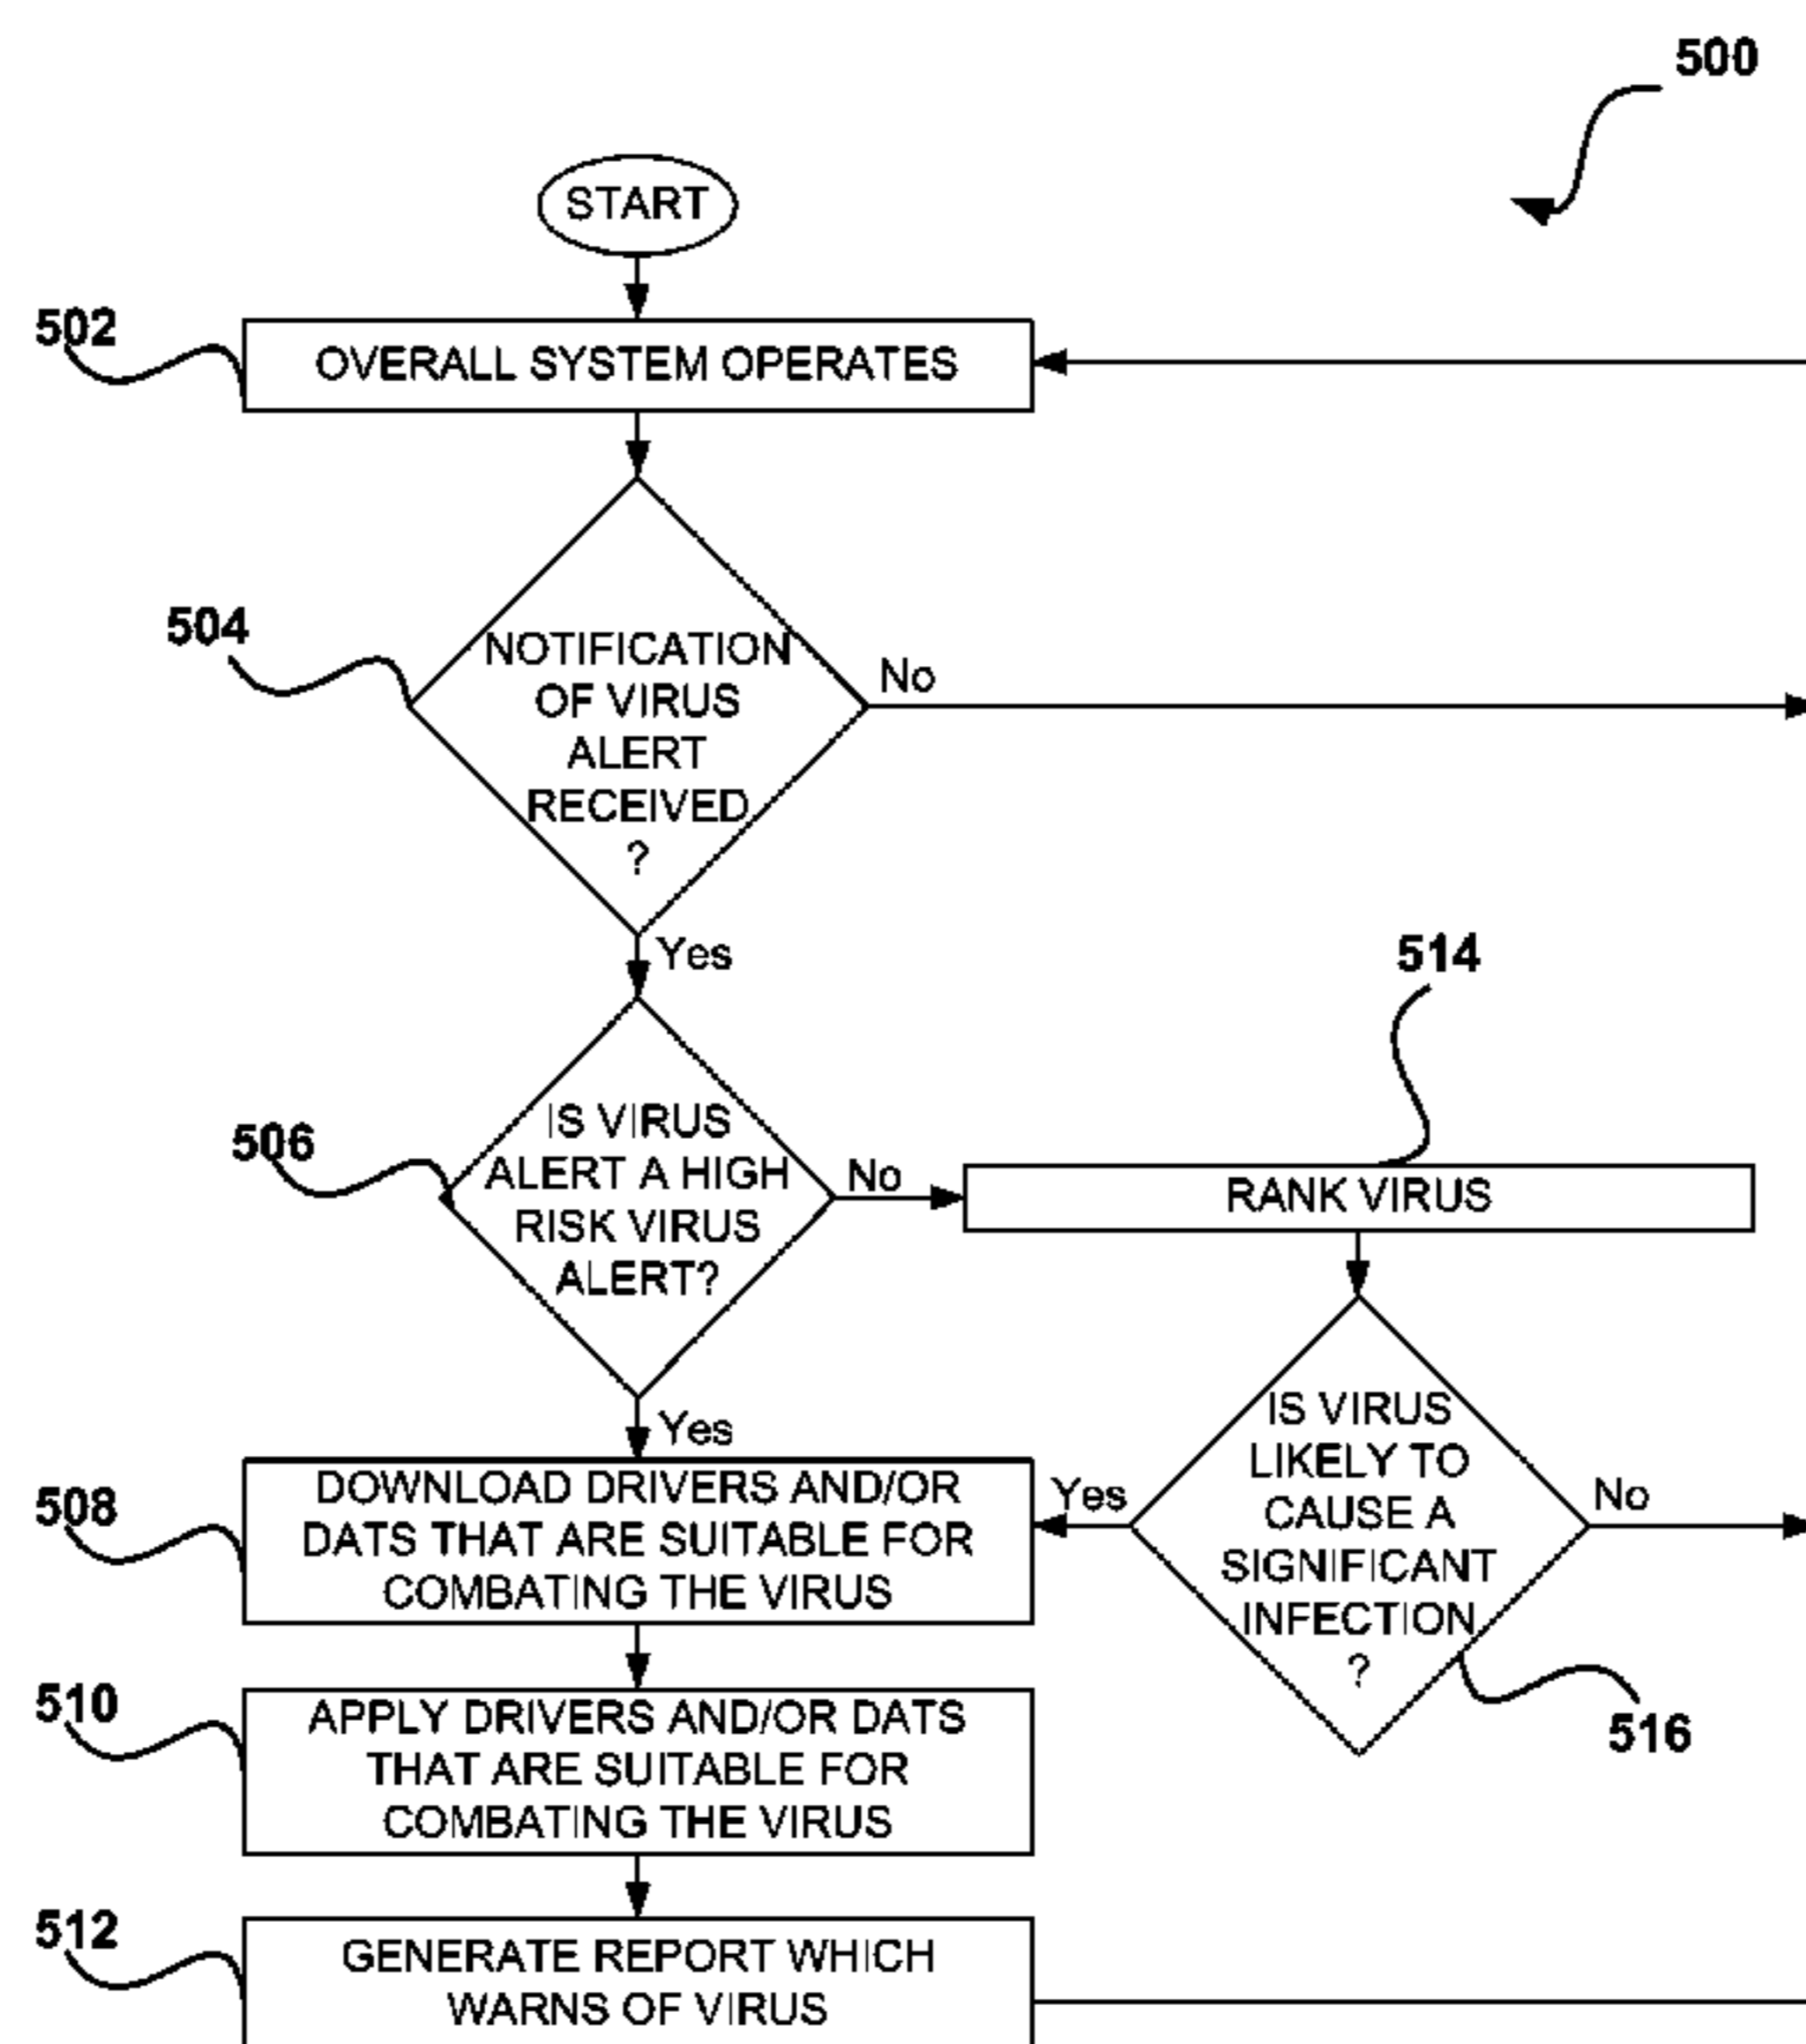 500
START
502
OVERALL SYSTEM OPERATES
504
NOTIFICATION
OF VIRUS
ALERT
RECEIVED
?
No
Yes
514
506
IS VIRUS
ALERT A HIGH
RISK VIRUS
ALERT?
No
RANK VIRUS
Yes
508
DOWNLOAD DRIVERS AND/OR
DATS THAT ARE SUITABLE FOR
COMBATING THE VIRUS
Yes
IS VIRUS
LIKELY TO
CAUSE A
SIGNIFICANT
INFECTION
?
No
516
510
APPLY DRIVERS AND/OR DATS
THAT ARE SUITABLE FOR
COMBATING THE VIRUS
512
GENERATE REPORT WHICH
WARNS OF VIRUS